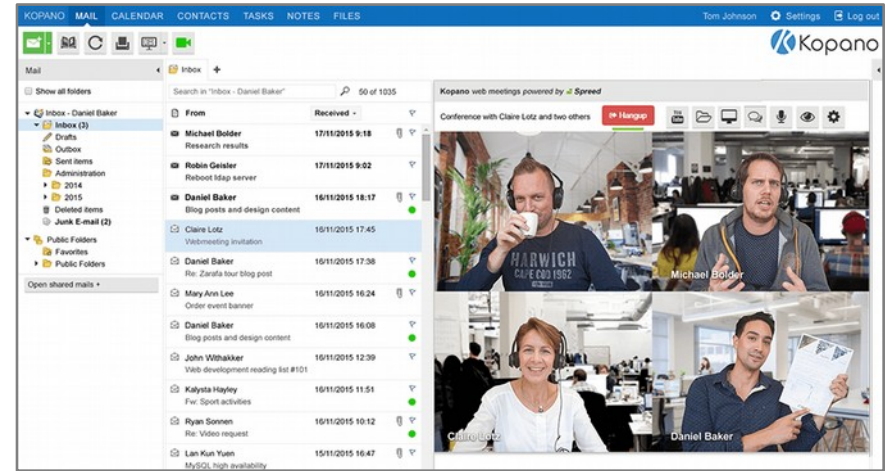 KOPANO MAIL CALENDAR CONTACTS TASKS NOTES FILES
Tom Johnson Settings Log out
Kopano
Mail
Inbox
Show all folders
Search in "Inbox - Daniel Baker"
50 of 1035
Kopano web meetings powered by Spreed
Inbox - Daniel Baker
Inbox (3)
Drafts
Outbox
Sent items
Administration
2014
2015
Deleted items
Junk E-mail (2)
Public Folders
Favorites
Public Folders
Open shared mails +
From Received
Michael Bolder 17/11/2015 9:18
Research results
Robin Geisler 17/11/2015 9:02
Reboot ldap server
Daniel Baker 16/11/2015 18:17
Blog posts and design content
Claire Lotz 16/11/2015 17:45
Webmeeting invitation
Daniel Baker 16/11/2015 17:38
Re: Zarafa tour blog post
Mary Ann Lee 16/11/2015 16:24
Order event banner
Daniel Baker 16/11/2015 16:08
Blog posts and design content
John Withakker 16/11/2015 12:39
Web development reading list #101
Kalysta Hayley 16/11/2015 11:51
Fw: Sport activities
Ryan Sonnen 16/11/2015 10:12
Re: Video request
Lan Kun Yuen 15/11/2015 16:47
MySQL high availability
Conference with Claire Lotz and two others
Hangup
You Tube
HARWICH
CAPE COD 1962
Michael Bolder
Claire Lotz
Daniel Baker